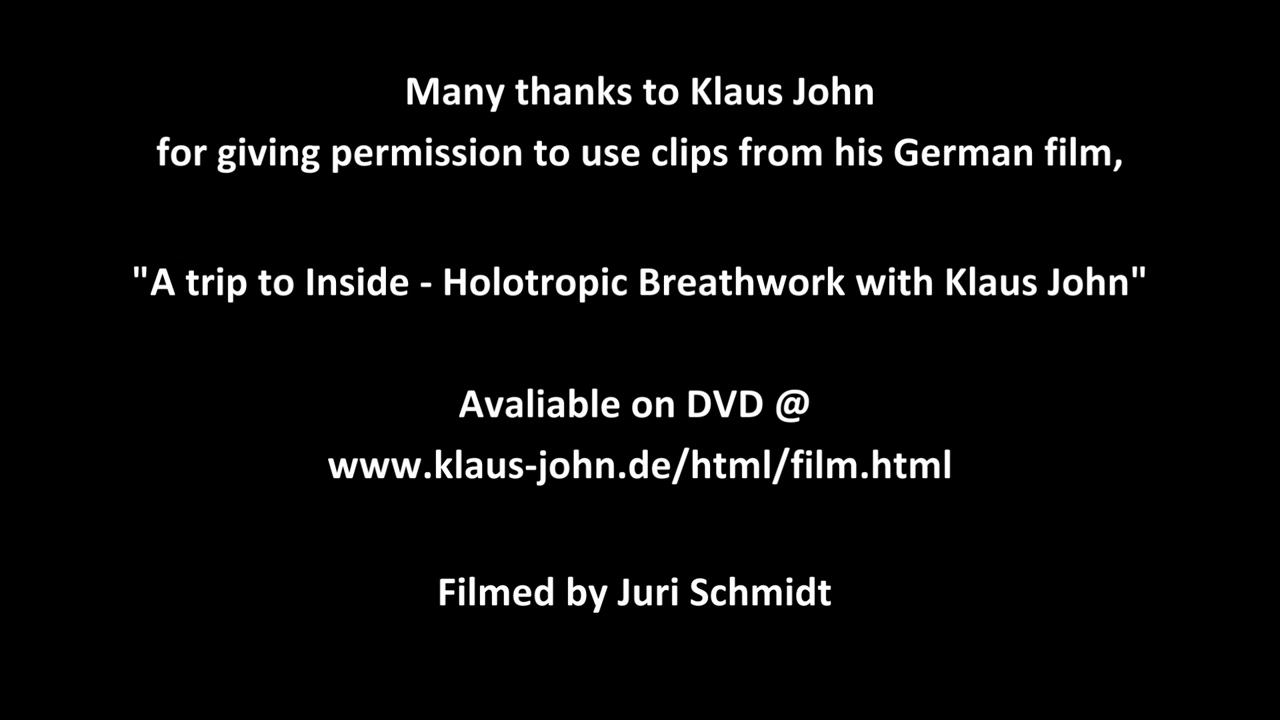 Many thanks to Klaus John
for giving permission to use clips from his German film,
"A trip to Inside - Holotropic Breathwork with Klaus John"
Avaliable on DVD @
www.klaus-john.de/html/film.html
Filmed by Juri Schmidt